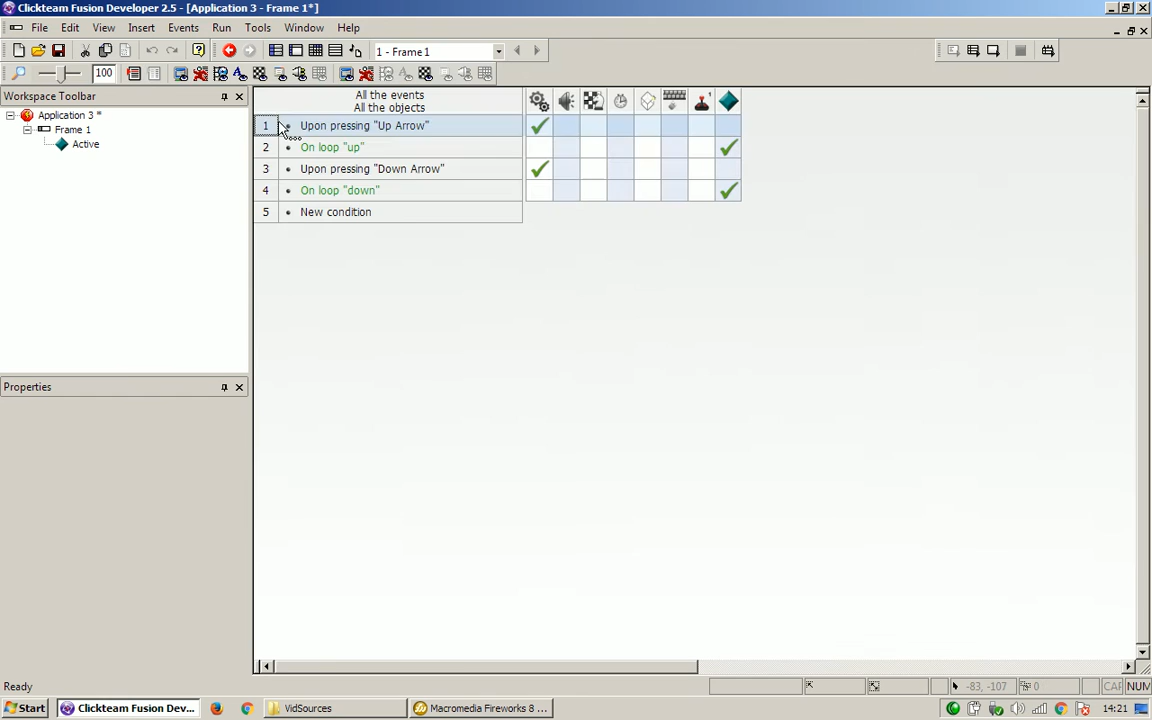 Clickteam Fusion Developer 2.5 - [Application 3 - Frame 1*]
File Edit View Insert Events Run Tools Window Help
1 - Frame 1
100
Workspace Toolbar
Application 3 *
Frame 1
Active
Properties
All the events
All the objects
1 Upon pressing "Up Arrow"
2 On loop "up"
3 Upon pressing "Down Arrow"
4 On loop "down"
5 New condition
Ready
-83, -107
0
CAP
NUM
Start
Clickteam Fusion Dev...
VidSources
Macromedia Fireworks 8 ...
14:21